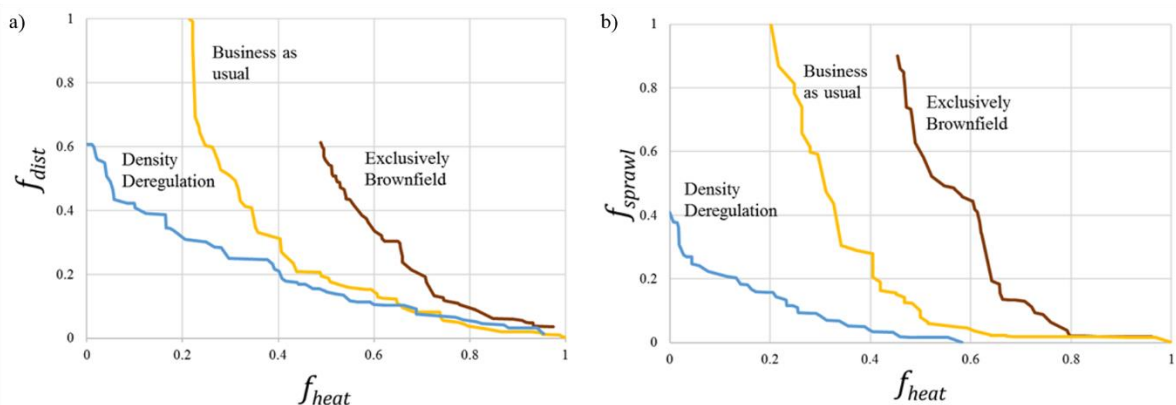 a)
1
0.8
0.6
0.4
0.2
0
f_dist
Business as
usual
Density
Deregulation
Exclusively
Brownfield
0 0.2 0.4 0.6 0.8 1
f_heat
b)
1
0.8
0.6
0.4
0.2
0
f_sprawl
Business
as usual
Exclusively
Brownfield
Density
Deregulation
0 0.2 0.4 0.6 0.8 1
f_heat